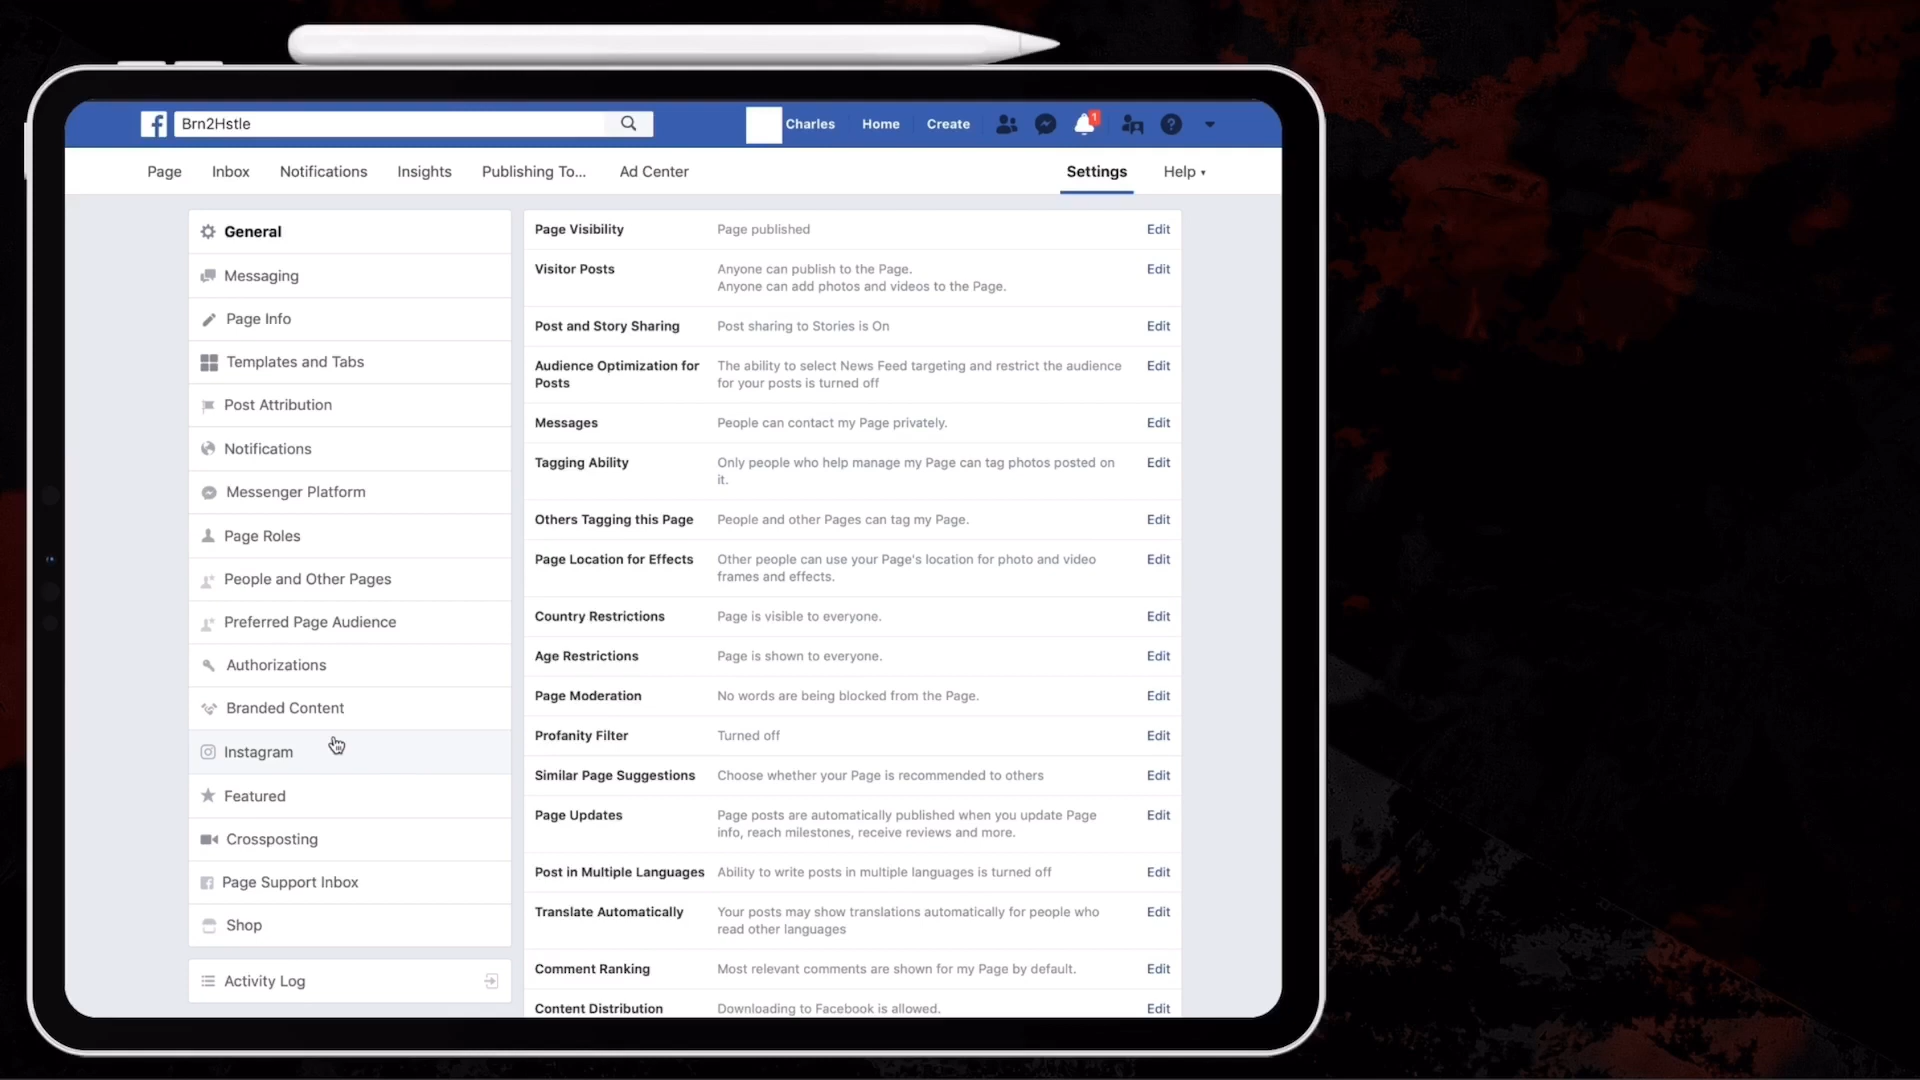 Brn2Hstle
Charles
Home
Create
1
Page
Inbox
Notifications
Insights
Publishing To...
Ad Center
Settings
Help
General
Messaging
Page Info
Templates and Tabs
Post Attribution
Notifications
Messenger Platform
Page Roles
People and Other Pages
Preferred Page Audience
Authorizations
Branded Content
Instagram
Featured
Crossposting
Page Support Inbox
Shop
Activity Log
Page Visibility
Page published
Edit
Visitor Posts
Anyone can publish to the Page.
Anyone can add photos and videos to the Page.
Edit
Post and Story Sharing
Post sharing to Stories is On
Edit
Audience Optimization for
Posts
The ability to select News Feed targeting and restrict the audience
for your posts is turned off
Edit
Messages
People can contact my Page privately.
Edit
Tagging Ability
Only people who help manage my Page can tag photos posted on
it.
Edit
Others Tagging this Page
People and other Pages can tag my Page.
Edit
Page Location for Effects
Other people can use your Page's location for photo and video
frames and effects.
Edit
Country Restrictions
Page is visible to everyone.
Edit
Age Restrictions
Page is shown to everyone.
Edit
Page Moderation
No words are being blocked from the Page.
Edit
Profanity Filter
Turned off
Edit
Similar Page Suggestions
Choose whether your Page is recommended to others
Edit
Page Updates
Page posts are automatically published when you update Page
info, reach milestones, receive reviews and more.
Edit
Post in Multiple Languages
Ability to write posts in multiple languages is turned off
Edit
Translate Automatically
Your posts may show translations automatically for people who
read other languages
Edit
Comment Ranking
Most relevant comments are shown for my Page by default.
Edit
Content Distribution
Downloading to Facebook is allowed.
Edit